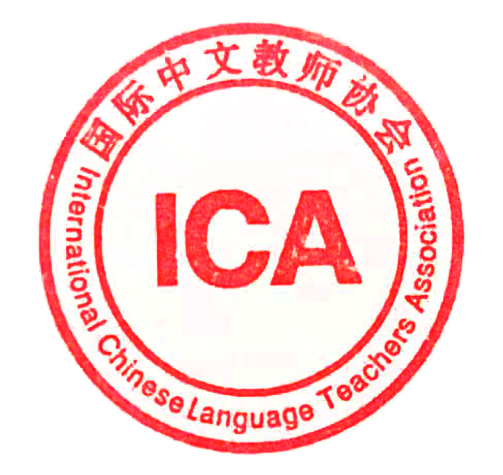 国际中文教师协会
ICA
International Chinese Language Teachers Association